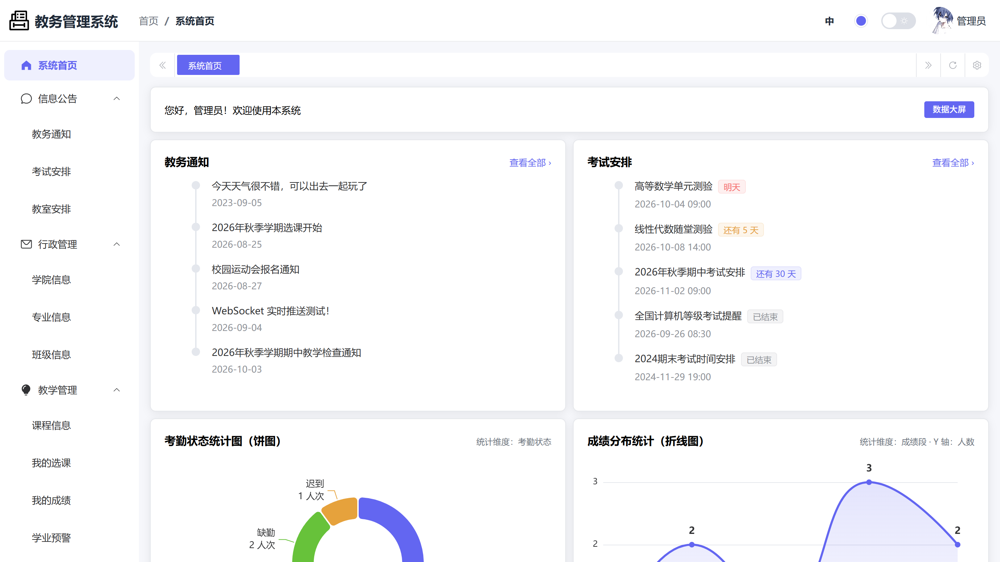 教务管理系统
首页 / 系统首页
中
管理员
系统首页
信息公告
教务通知
考试安排
教室安排
行政管理
学院信息
专业信息
班级信息
教学管理
课程信息
我的选课
我的成绩
学业预警
系统首页
您好，管理员！欢迎使用本系统
数据大屏
教务通知
查看全部 ›
今天天气很不错，可以出去一起玩了
2023-09-05
2026年秋季学期选课开始
2026-08-25
校园运动会报名通知
2026-08-27
WebSocket 实时推送测试！
2026-09-04
2026年秋季学期期中教学检查通知
2026-10-03
考试安排
查看全部 ›
高等数学单元测验 明天
2026-10-04 09:00
线性代数随堂测验 还有 5 天
2026-10-08 14:00
2026年秋季期中考试安排 还有 30 天
2026-11-02 09:00
全国计算机等级考试提醒 已结束
2026-09-26 08:30
2024期末考试时间安排 已结束
2024-11-29 19:00
考勤状态统计图（饼图）
统计维度：考勤状态
迟到
1 人次
缺勤
2 人次
成绩分布统计（折线图）
统计维度：成绩段 · Y 轴：人数
3
3
2
2
2